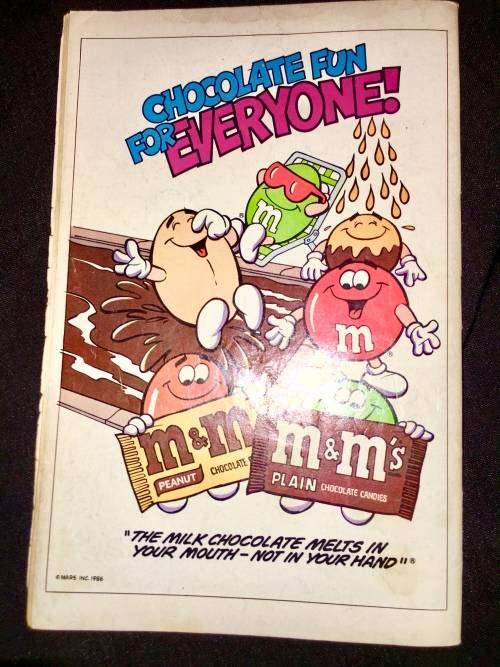 CHOCOLATE FUN
FOR EVERYONE!
m
m
m&m
PEANUT
CHOCOLATE
m&m's
PLAIN CHOCOLATE CANDIES
"THE MILK CHOCOLATE MELTS IN
YOUR MOUTH – NOT IN YOUR HAND"®
© MARS INC. 1986